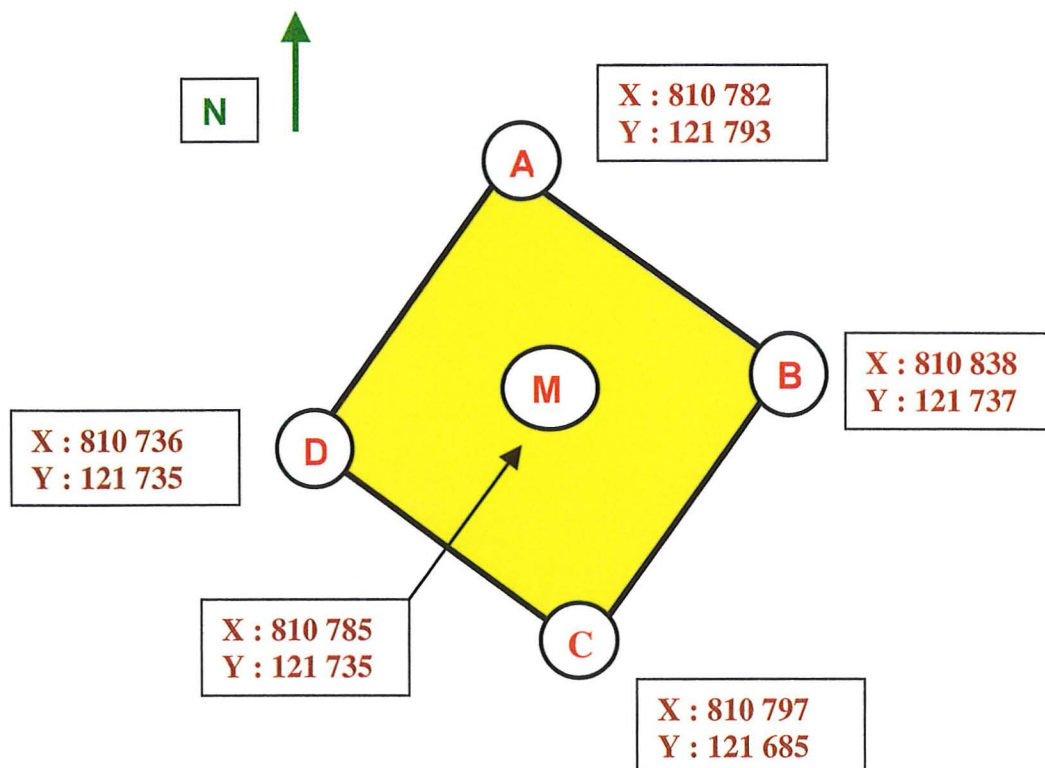 N
X : 810 782
Y : 121 793
A
B
X : 810 838
Y : 121 737
M
D
X : 810 736
Y : 121 735
X : 810 785
Y : 121 735
C
X : 810 797
Y : 121 685